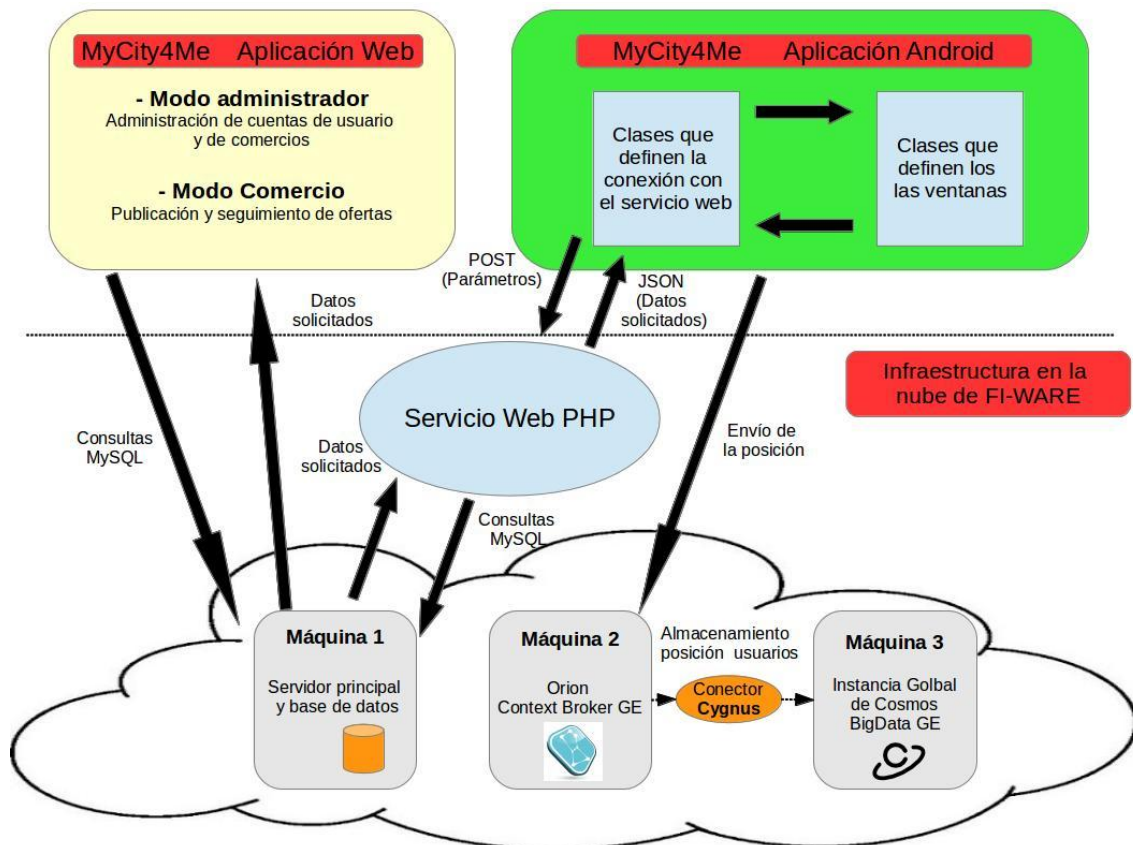 MyCity4Me Aplicación Web
- Modo administrador
Administración de cuentas de usuario
y de comercios
- Modo Comercio
Publicación y seguimiento de ofertas
MyCity4Me Aplicación Android
Clases que
definen la
conexión con
el servicio web
Clases que
definen los
las ventanas
POST
(Parámetros)
JSON
(Datos
solicitados)
Datos
solicitados
Infraestructura en la
nube de FI-WARE
Servicio Web PHP
Consultas
MySQL
Datos
solicitados
Envío de
la posición
Consultas
MySQL
Máquina 1
Servidor principal
y base de datos
Máquina 2
Orion
Context Broker GE
Almacenamiento
posición usuarios
Conector
Cygnus
Máquina 3
Instancia Golbal
de Cosmos
BigData GE